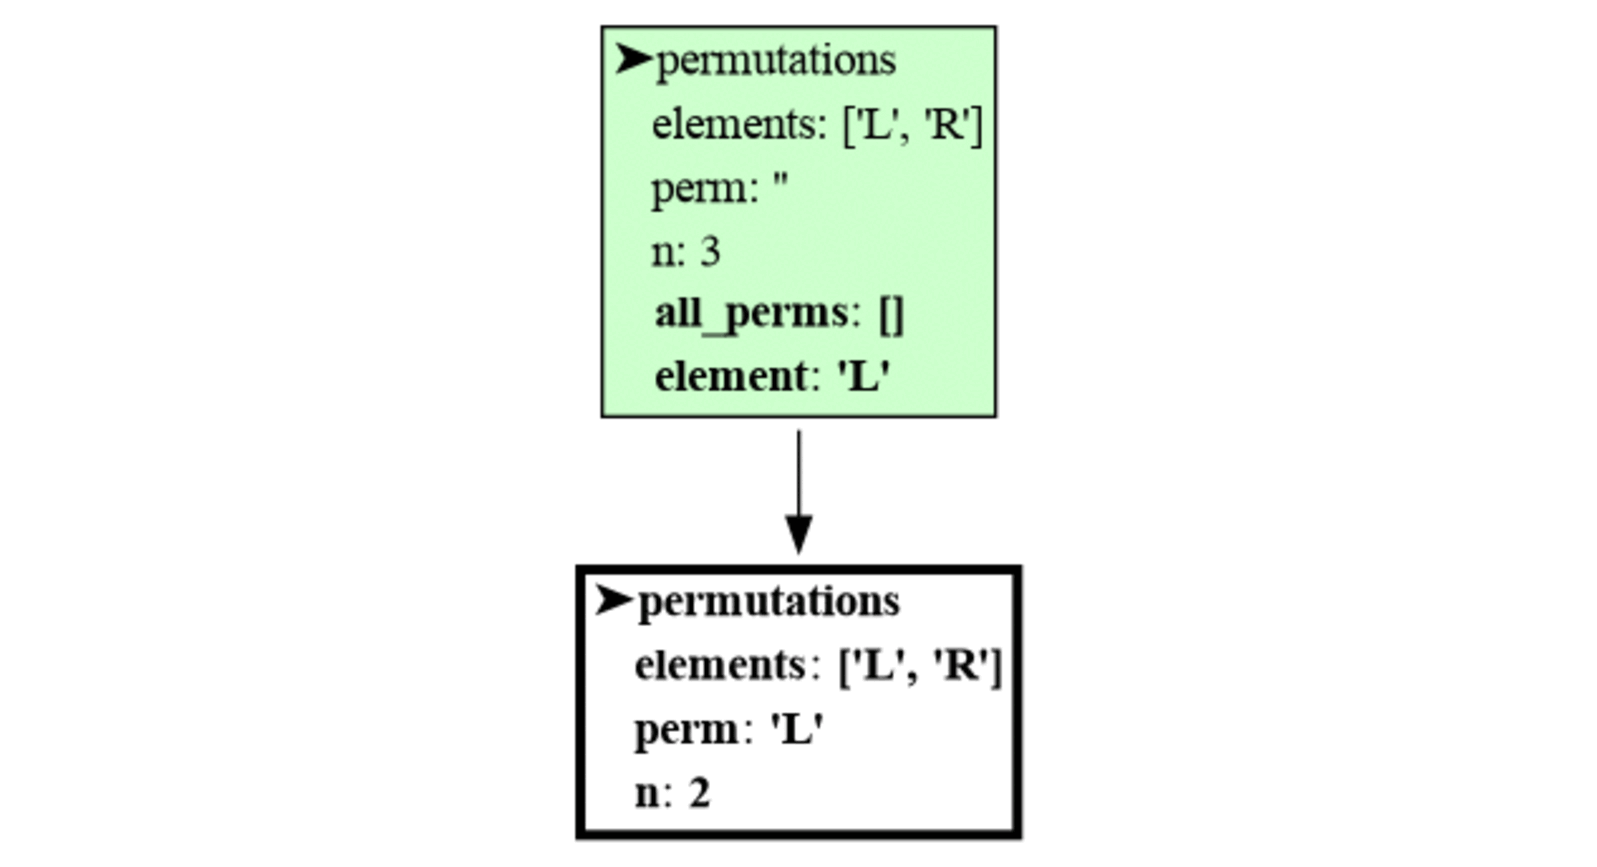 ➤permutations
elements: ['L', 'R']
perm: ''
n: 3
all_perms: []
element: 'L'
➤permutations
elements: ['L', 'R']
perm: 'L'
n: 2